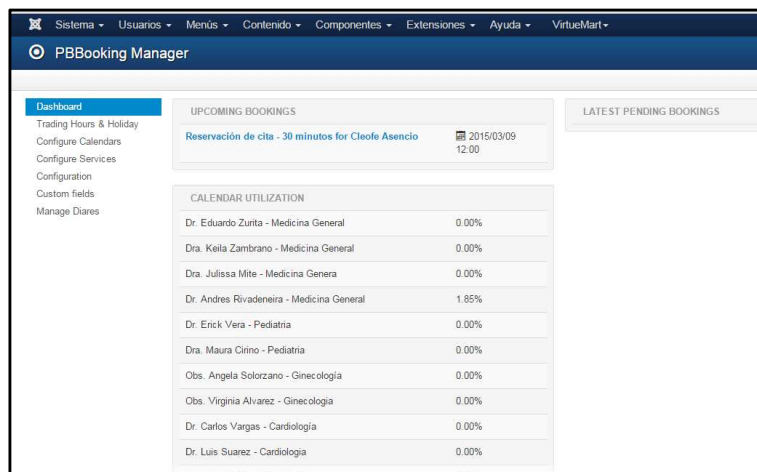 Sistema Usuarios Menús Contenido Componentes Extensiones Ayuda VirtueMart
PBBooking Manager
Dashboard
Trading Hours & Holiday
Configure Calendars
Configure Services
Configuration
Custom fields
Manage Diares
UPCOMING BOOKINGS
Reservación de cita - 30 minutos for Cleofe Asencio 2015/03/09
12:00
CALENDAR UTILIZATION
Dr. Eduardo Zurita - Medicina General 0.00%
Dra. Keila Zambrano - Medicina General 0.00%
Dra. Julissa Mite - Medicina Genera 0.00%
Dr. Andres Rivadeneira - Medicina General 1.85%
Dr. Erick Vera - Pediatria 0.00%
Dra. Maura Cirino - Pediatria 0.00%
Obs. Angela Solorzano - Ginecología 0.00%
Obs. Virginia Alvarez - Ginecologia 0.00%
Dr. Carlos Vargas - Cardiología 0.00%
Dr. Luis Suarez - Cardiologia 0.00%
LATEST PENDING BOOKINGS